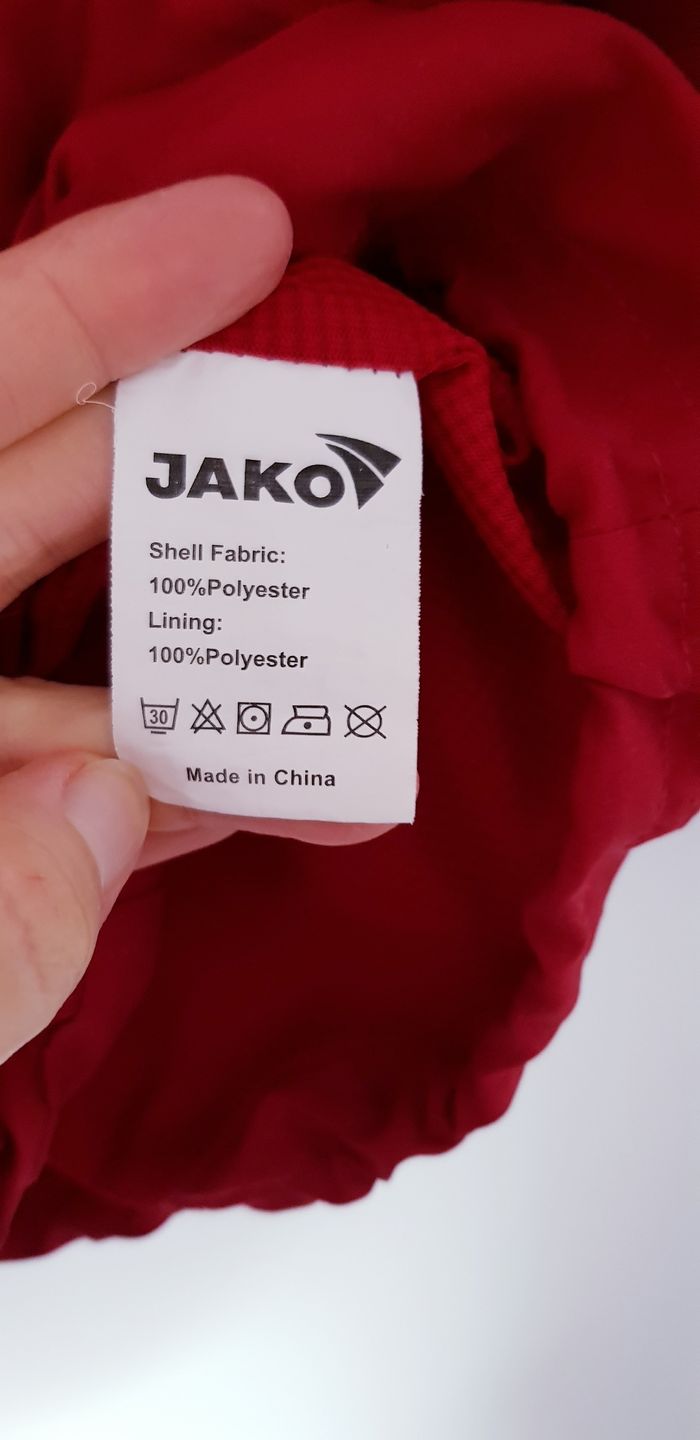 JAKO
Shell Fabric:
100%Polyester
Lining:
100%Polyester
30
Made in China